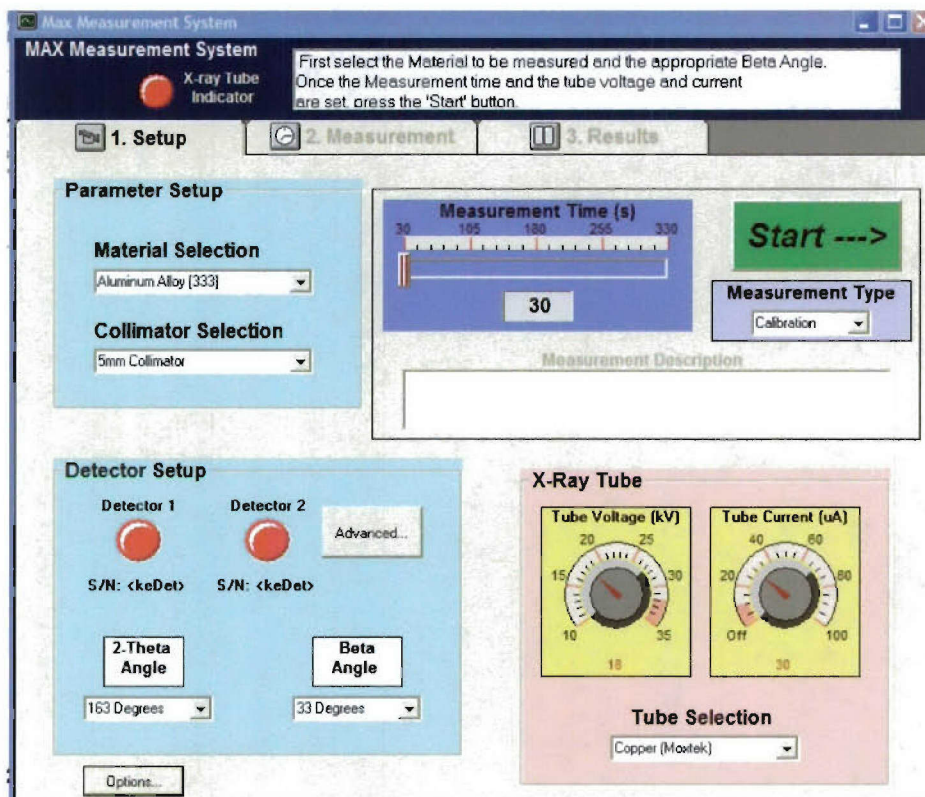 Max Measurement System
MAX Measurement System
X-ray Tube
Indicator
First select the Material to be measured and the appropriate Beta Angle.
Once the Measurement time and the tube voltage and current
are set, press the 'Start' button.
1. Setup
2. Measurement
3. Results
Parameter Setup
Material Selection
Aluminum Alloy [333]
Collimator Selection
5mm Collimator
Measurement Time (s)
30 105 180 255 330
30
Start --->
Measurement Type
Calibration
Measurement Description
Detector Setup
Detector 1 Detector 2
Advanced...
S/N: <keDet> S/N: <keDet>
2-Theta
Angle
Beta
Angle
163 Degrees
33 Degrees
Options...
X-Ray Tube
Tube Voltage (kV)
20 25
15 30
10 35
18
Tube Current (uA)
40 60
20 80
Off 100
30
Tube Selection
Copper (Moxtek)